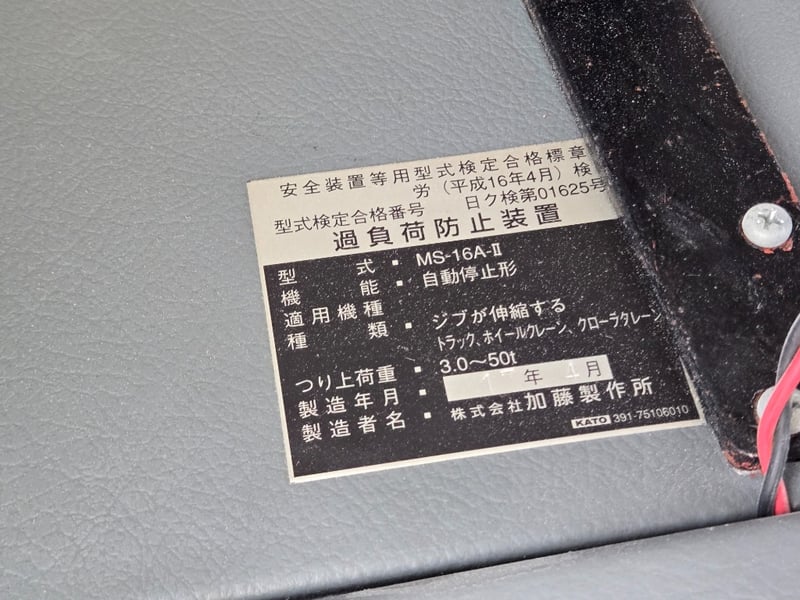 安全装置等用型式検定合格標章
労(平成16年4月)検
型式検定合格番号 日ク検第01625号
過負荷防止装置
型式 ▪ MS-16A-Ⅱ
機能 ▪ 自動停止形
適用機種
種類 ▪ ジブが伸縮する
トラック、ホイールクレーン、クローラクレーン
つり上荷重 ▪ 3.0~50t
製造年月 ▪ 年 1月
製造者名 ▪ 株式会社加藤製作所
KATO 391-75106010